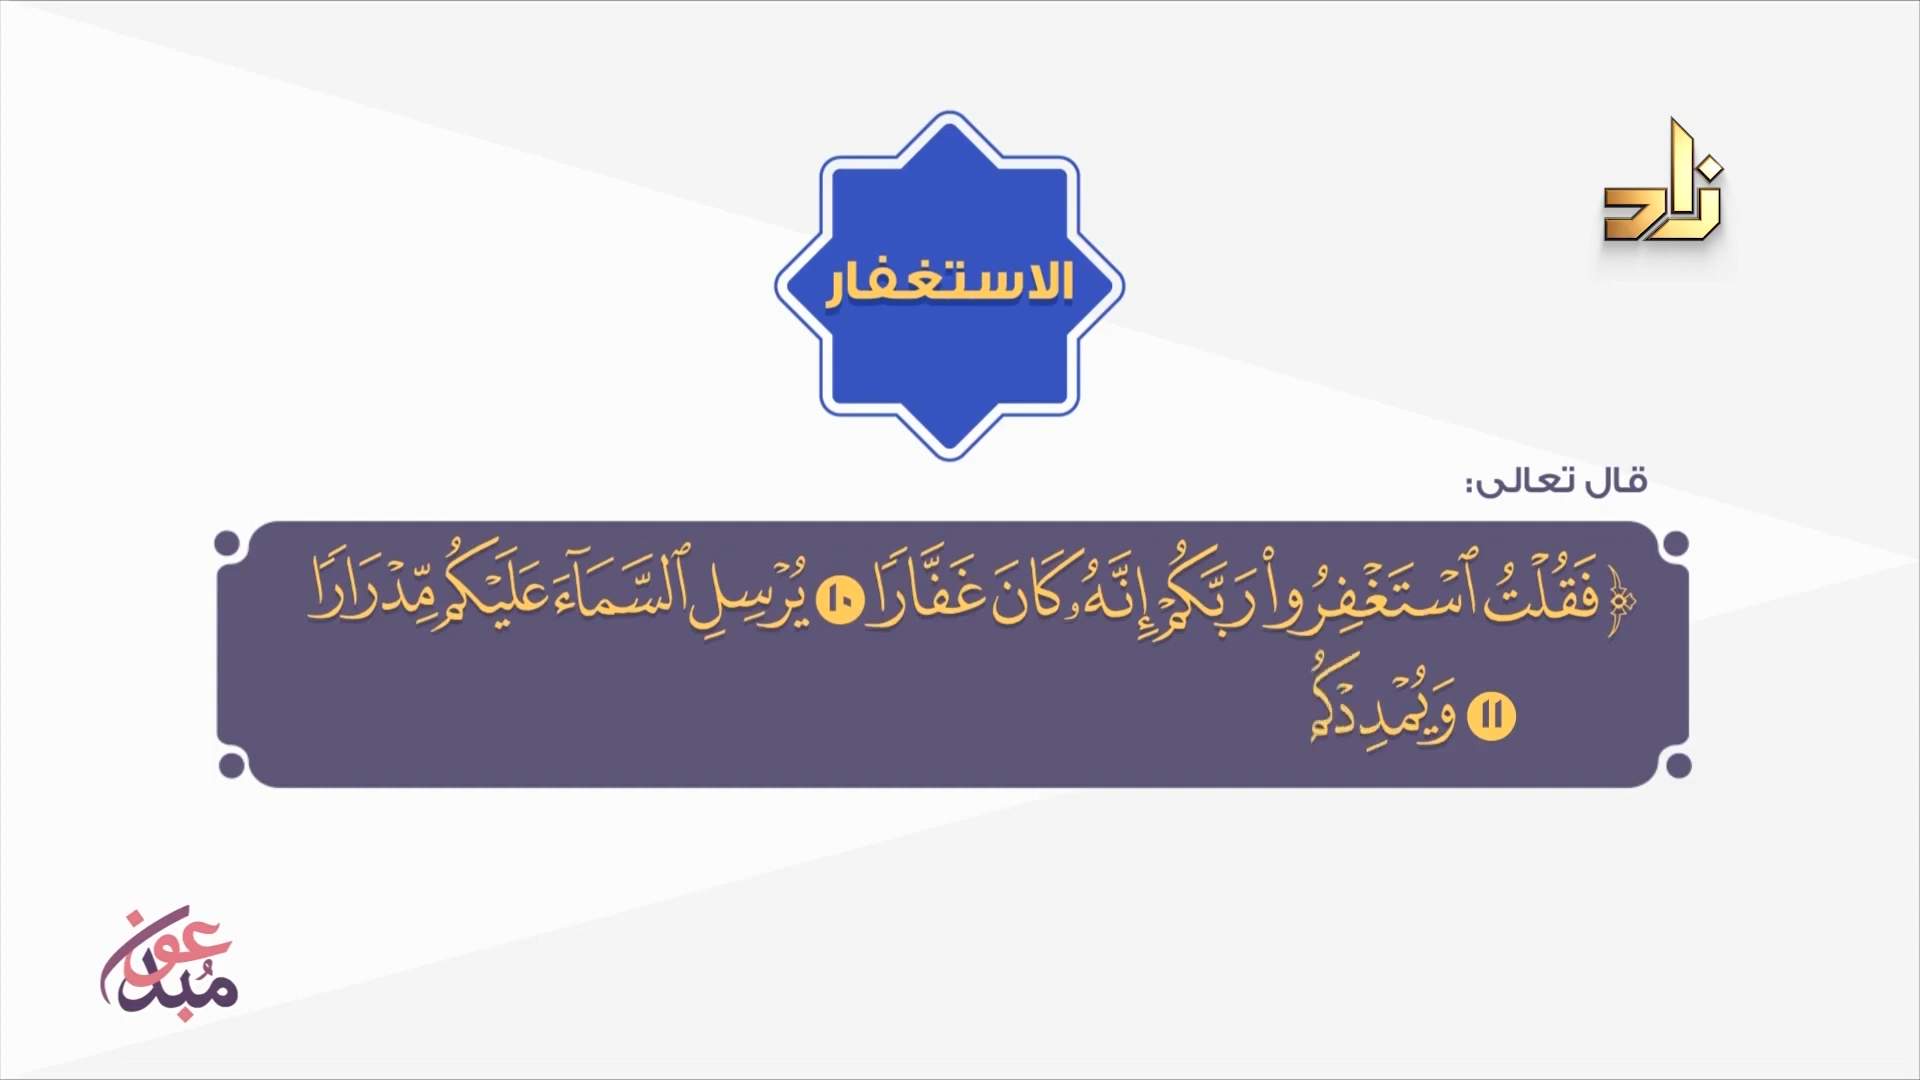 زاد
الاستغفار
قال تعالى:
﴿فَقُلْتُ ٱسْتَغْفِرُوا۟ رَبَّكُمْ إِنَّهُۥ كَانَ غَفَّارًا ١٠ يُرْسِلِ ٱلسَّمَآءَ عَلَيْكُم مِّدْرَارًا
١١ وَيُمْدِدْكُم
مُبدعون